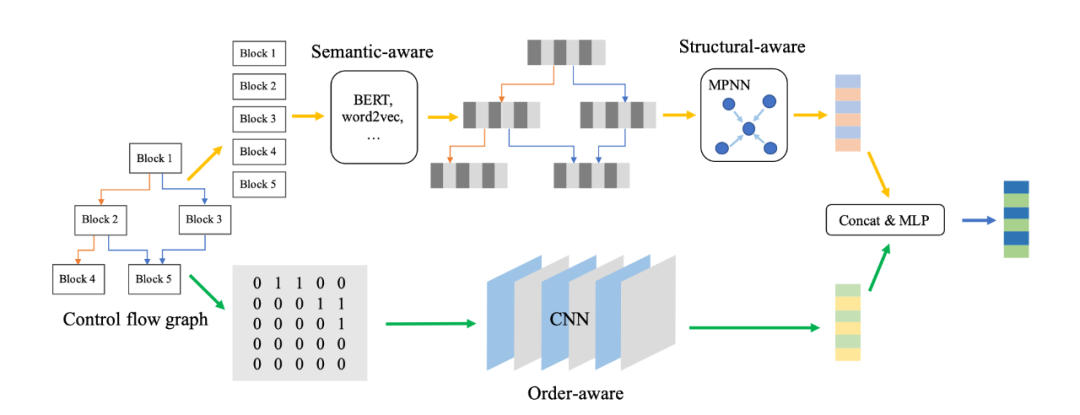 Block 1
Block 2
Block 3
Block 4
Block 5
Control flow graph
Block 1
Block 2
Block 3
Block 4
Block 5
Semantic-aware
BERT,
word2vec,
...
Structural-aware
MPNN
Concat & MLP
0 1 1 0 0
0 0 0 1 1
0 0 0 0 1
0 0 0 0 0
0 0 0 0 0
CNN
Order-aware